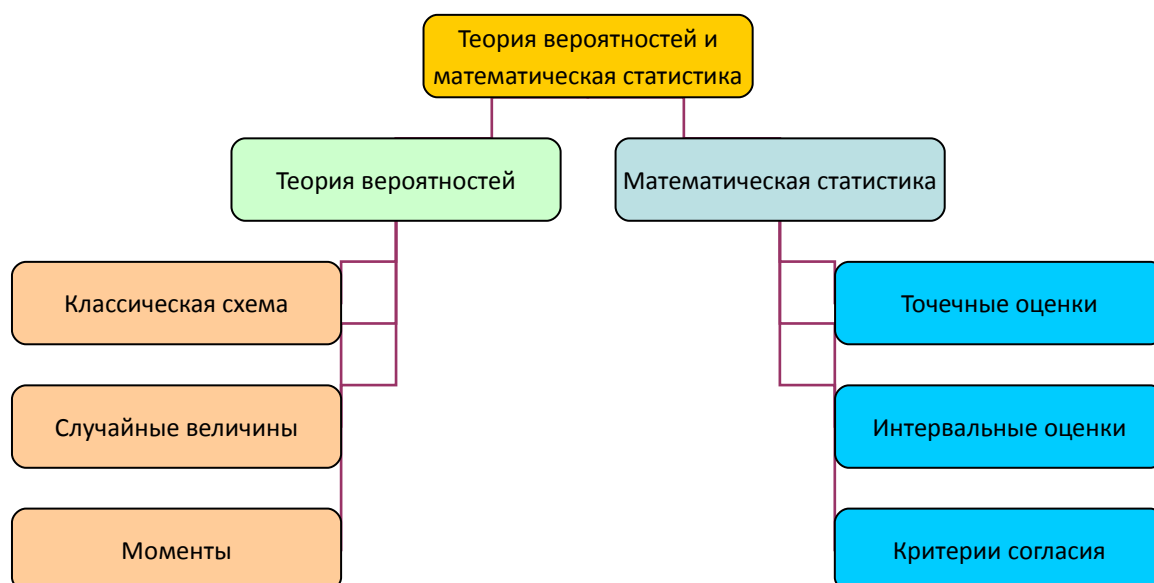 Теория вероятностей и
математическая статистика
Теория вероятностей
Математическая статистика
Классическая схема
Точечные оценки
Случайные величины
Интервальные оценки
Моменты
Критерии согласия